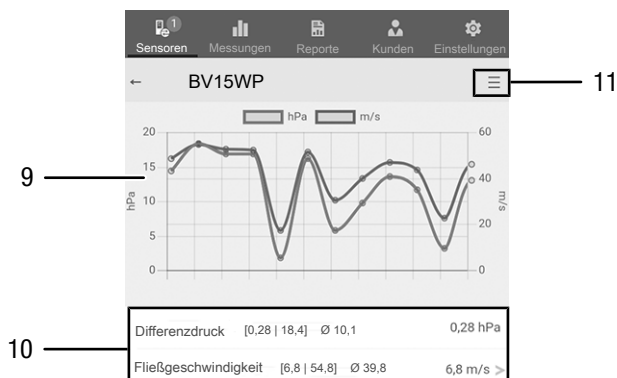 1
Sensoren Messungen Reporte Kunden Einstellungen
← BV15WP ☰ 11
hPa m/s
20 60
15 40
10 20
5 0
0
hPa
m/s
9
10
Differenzdruck [0,28 | 18,4] Ø 10,1 0,28 hPa
Fließgeschwindigkeit [6,8 | 54,8] Ø 39,8 6,8 m/s >